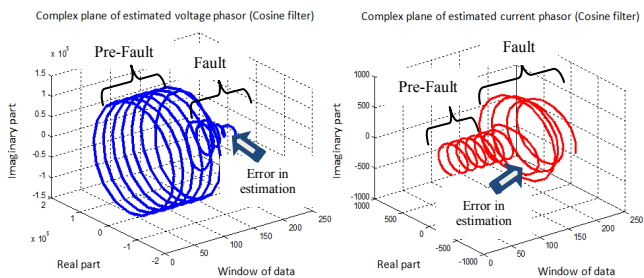 Complex plane of estimated voltage phasor (Cosine filter)
Pre-Fault
Fault
Error in
estimation
Imaginary part
1.5
x 10⁵
1
0.5
0
-0.5
-1
-1.5
2
1
x 10⁵
0
-1
-2
Real part
0
50
100
150
200
250
Window of data
Complex plane of estimated current phasor (Cosine filter)
Fault
Pre-Fault
Error in
estimation
Imaginary part
1000
500
0
-500
1000
1000
500
0
-500
-1000
Real part
0
50
100
150
200
250
Window of data